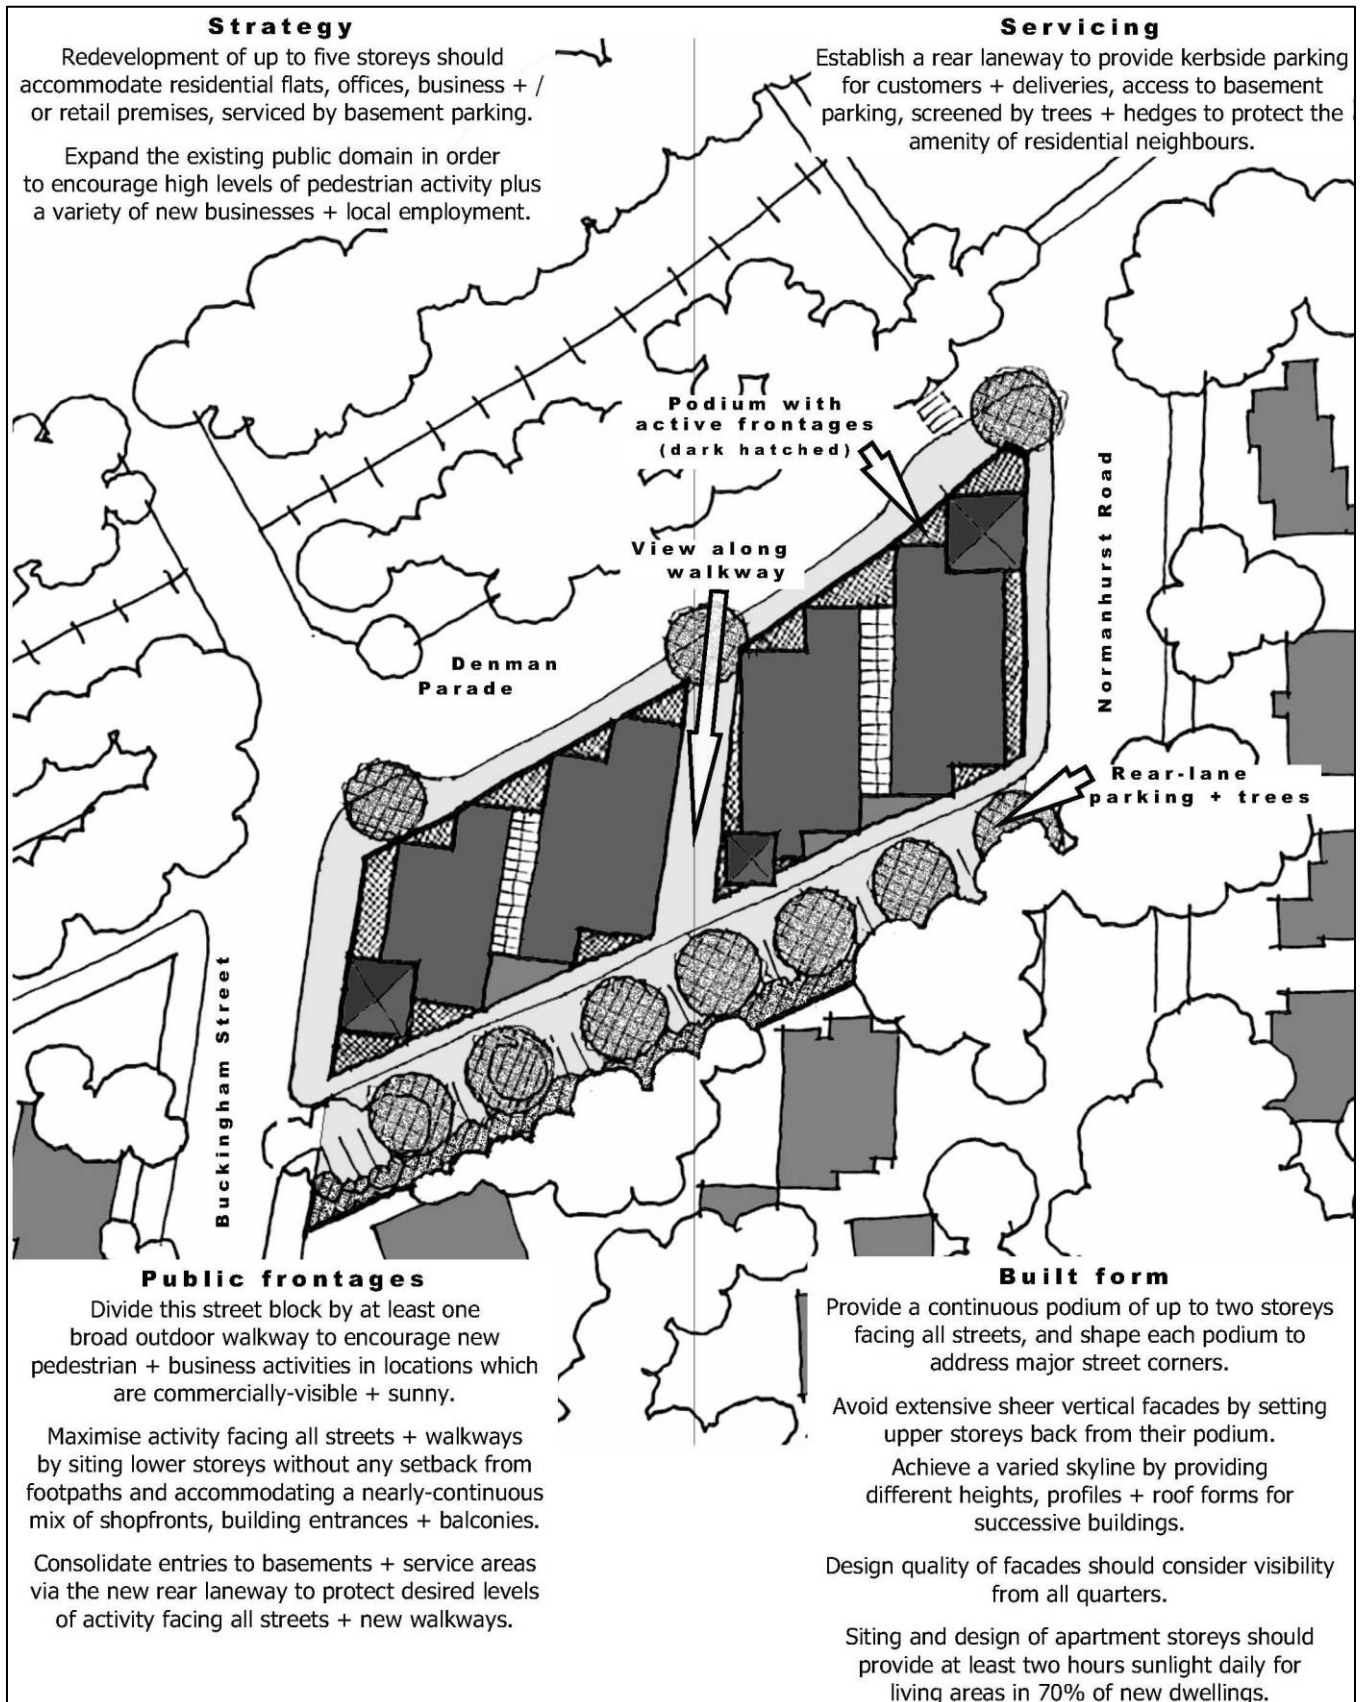 Strategy
Redevelopment of up to five storeys should
accommodate residential flats, offices, business + /
or retail premises, serviced by basement parking.
Expand the existing public domain in order
to encourage high levels of pedestrian activity plus
a variety of new businesses + local employment.
Servicing
Establish a rear laneway to provide kerbside parking
for customers + deliveries, access to basement
parking, screened by trees + hedges to protect the
amenity of residential neighbours.
Podium with
active frontages
(dark hatched)
View along
walkway
Denman
Parade
Normanhurst Road
Rear-lane
parking + trees
Buckingham Street
Public frontages
Divide this street block by at least one
broad outdoor walkway to encourage new
pedestrian + business activities in locations which
are commercially-visible + sunny.
Maximise activity facing all streets + walkways
by siting lower storeys without any setback from
footpaths and accommodating a nearly-continuous
mix of shopfronts, building entrances + balconies.
Consolidate entries to basements + service areas
via the new rear laneway to protect desired levels
of activity facing all streets + new walkways.
Built form
Provide a continuous podium of up to two storeys
facing all streets, and shape each podium to
address major street corners.
Avoid extensive sheer vertical facades by setting
upper storeys back from their podium.
Achieve a varied skyline by providing
different heights, profiles + roof forms for
successive buildings.
Design quality of facades should consider visibility
from all quarters.
Siting and design of apartment storeys should
provide at least two hours sunlight daily for
living areas in 70% of new dwellings.